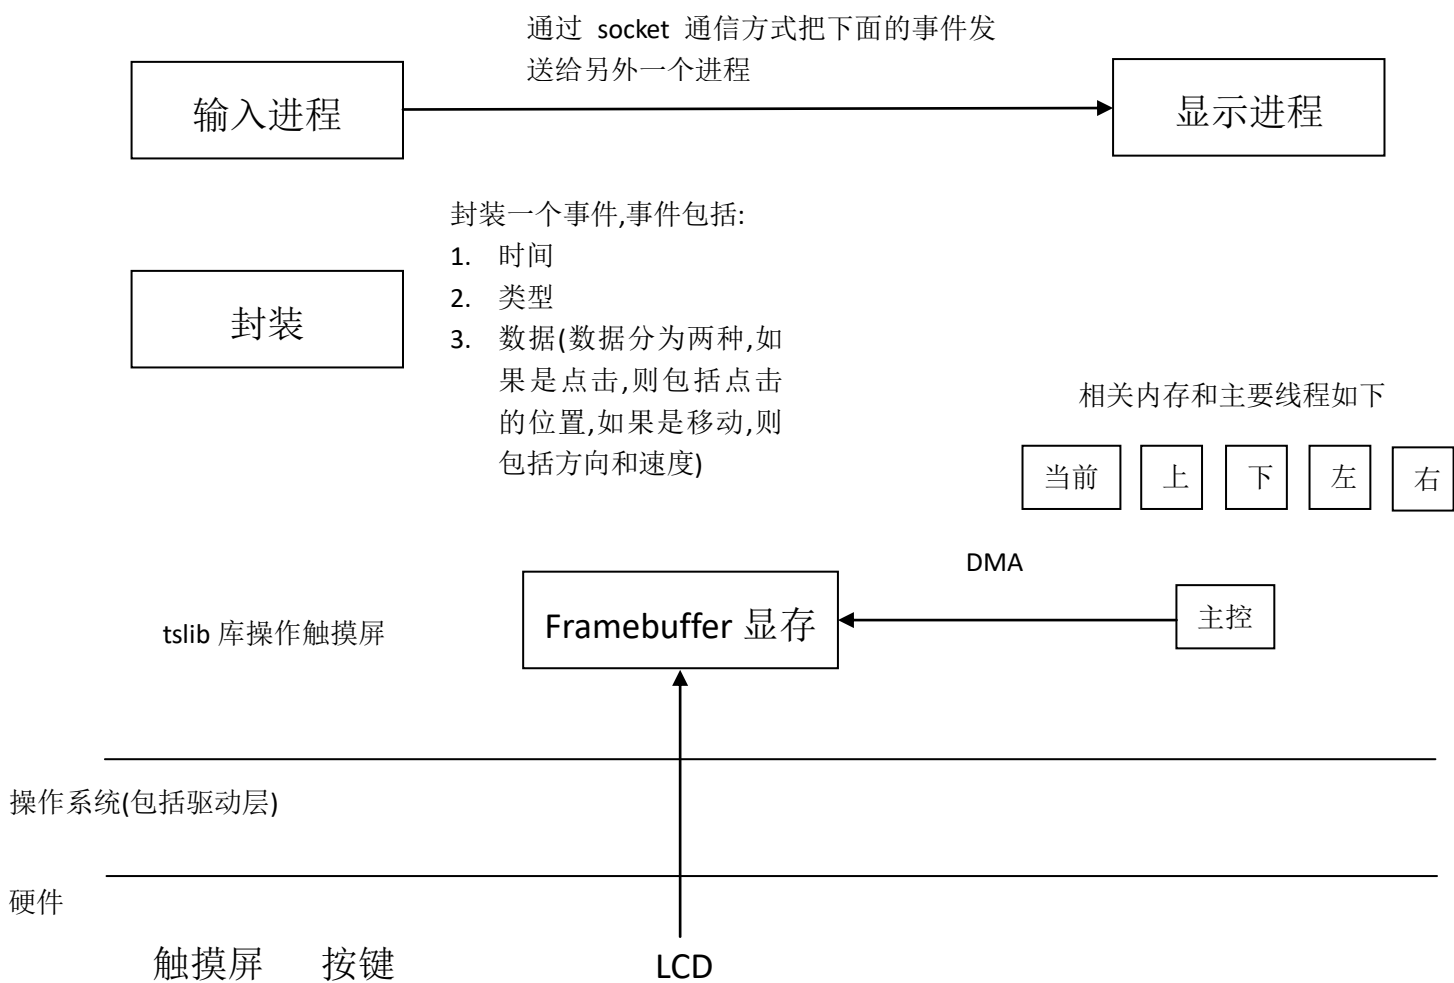 通过 socket 通信方式把下面的事件发
送给另外一个进程
输入进程
显示进程
封装一个事件,事件包括:
1. 时间
2. 类型
3. 数据(数据分为两种,如
果是点击,则包括点击
的位置,如果是移动,则
包括方向和速度)
封装
相关内存和主要线程如下
当前 上 下 左 右
DMA
tslib 库操作触摸屏
Framebuffer 显存
主控
操作系统(包括驱动层)
硬件
触摸屏 按键 LCD